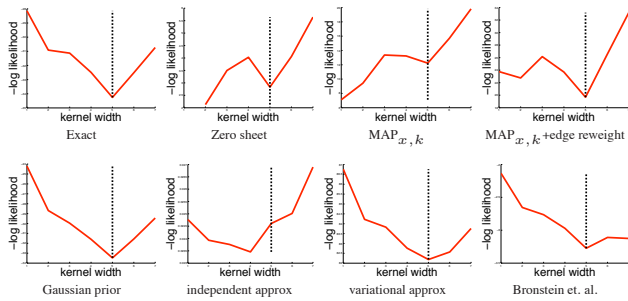 −log likelihood
−log likelihood
−log likelihood
−log likelihood
kernel width
kernel width
kernel width
kernel width
Exact
Zero sheet
MAPx,k
MAPx,k+edge reweight
−log likelihood
−log likelihood
−log likelihood
−log likelihood
kernel width
kernel width
kernel width
kernel width
Gaussian prior
independent approx
variational approx
Bronstein et. al.